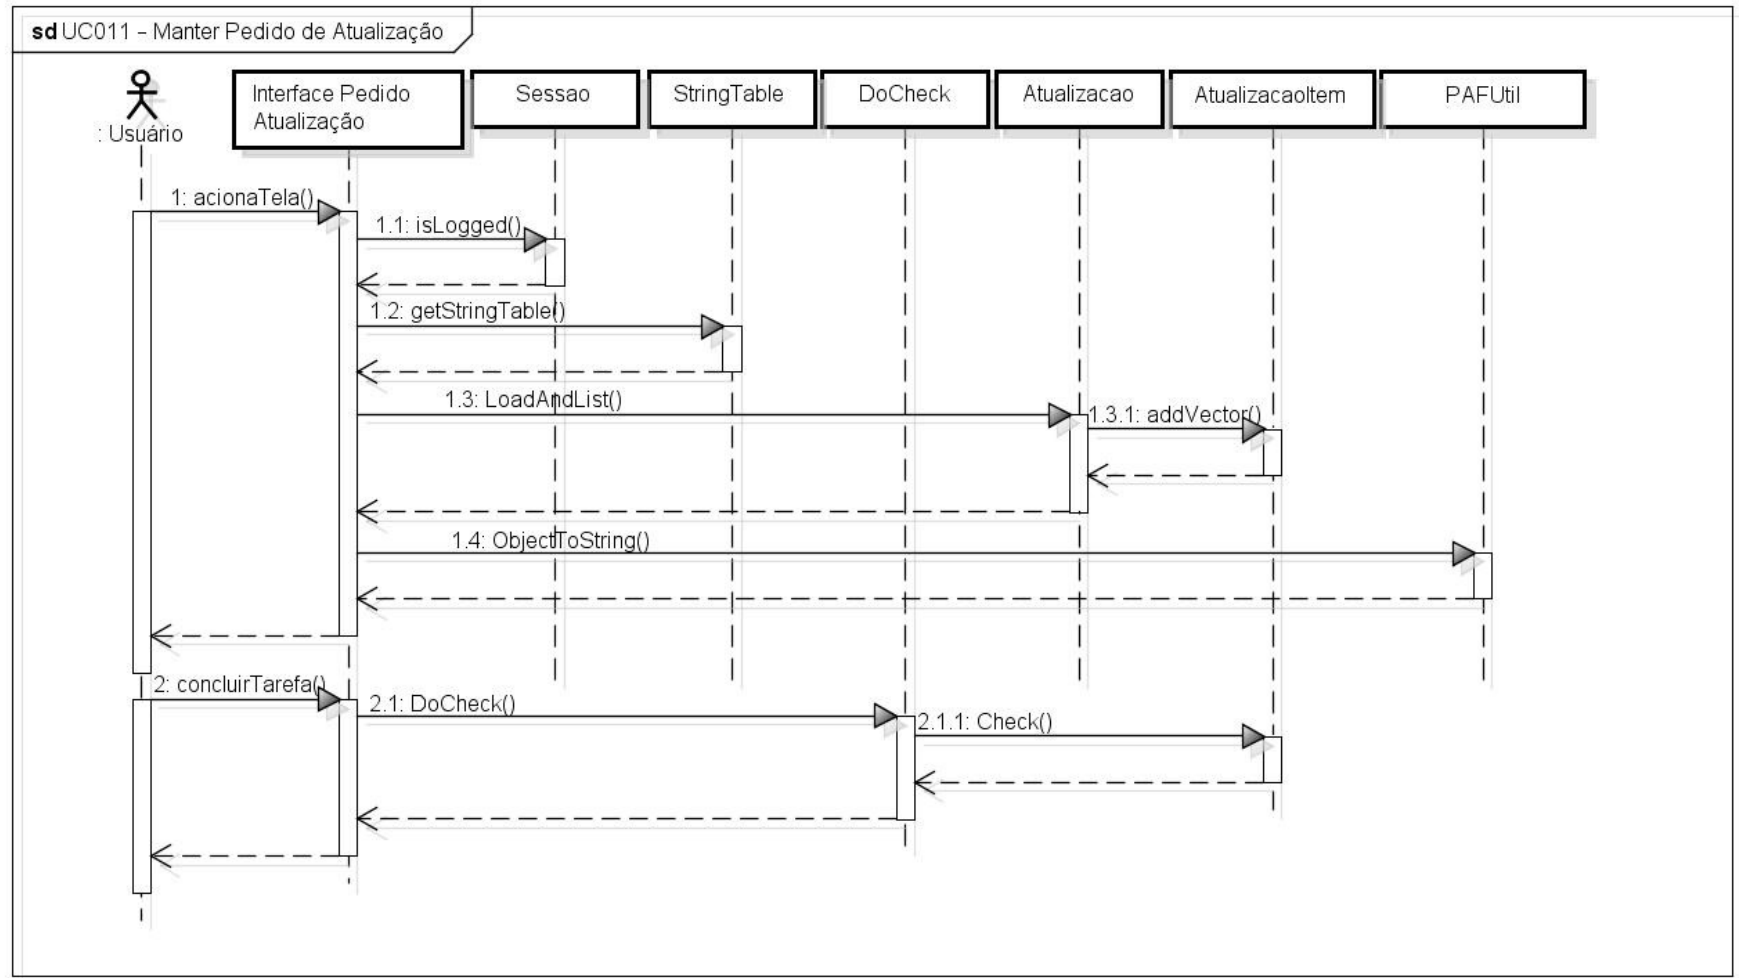 sd UC011 – Manter Pedido de Atualização
: Usuário
Interface Pedido
Atualização
Sessao
StringTable
DoCheck
Atualizacao
AtualizacaoItem
PAFUtil
1: acionaTela()
1.1: isLogged()
1.2: getStringTable()
1.3: LoadAndList()
1.3.1: addVector()
1.4: ObjectToString()
2: concluirTarefa()
2.1: DoCheck()
2.1.1: Check()